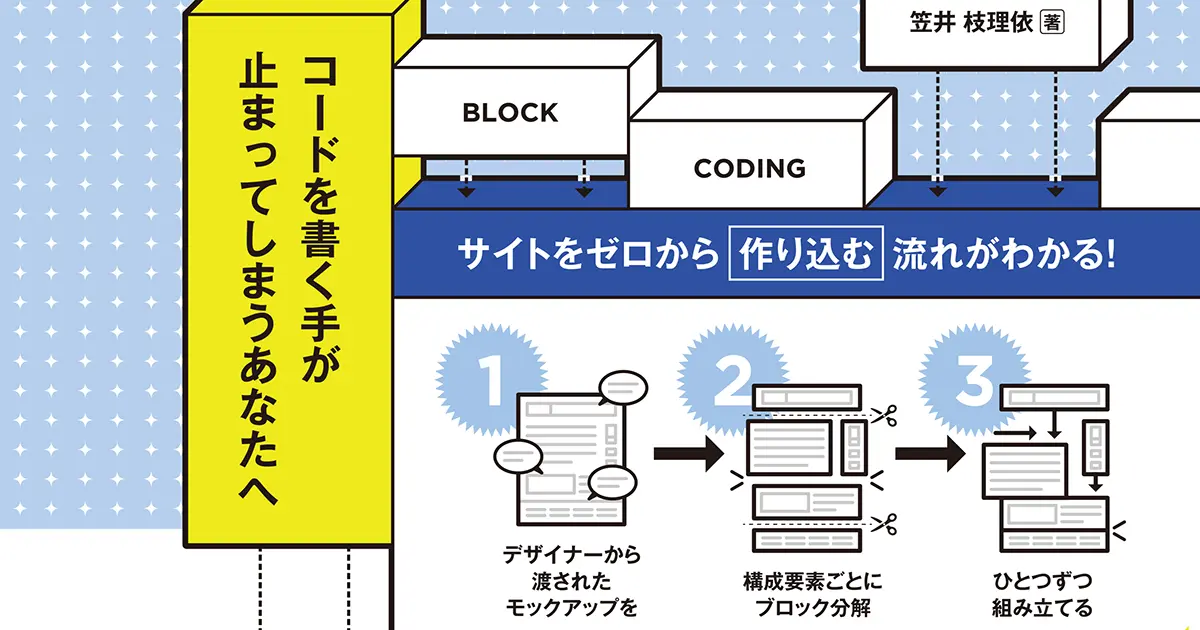 コードを書く手が
止まってしまうあなたへ
笠井 枝理依 著
BLOCK
CODING
サイトをゼロから 作り込む 流れがわかる!
1
デザイナーから
渡された
モックアップを
2
構成要素ごとに
ブロック分解
3
ひとつずつ
組み立てる